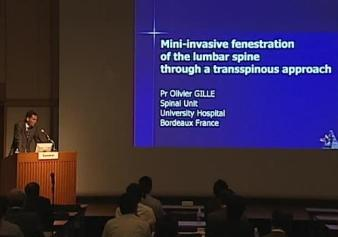 Mini-invasive fenestration
of the lumbar spine
through a transspinous approach
Pr Olivier GILLE
Spinal Unit
University Hospital
Bordeaux France